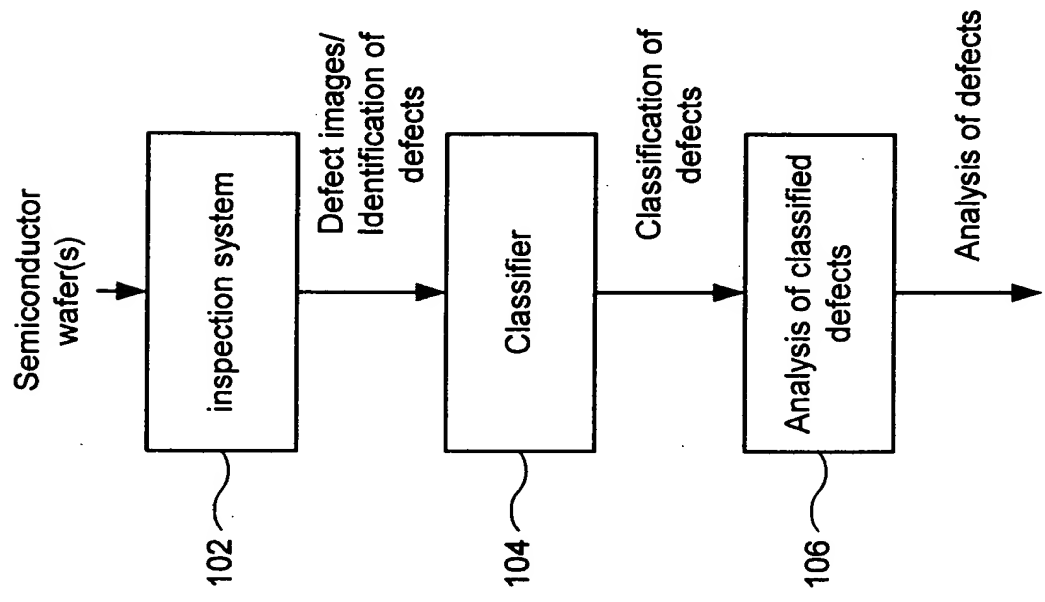 Semiconductor
wafer(s)
inspection system
102
Defect images/
Identification of
defects
Classifier
104
Classification of
defects
Analysis of classified
defects
106
Analysis of defects